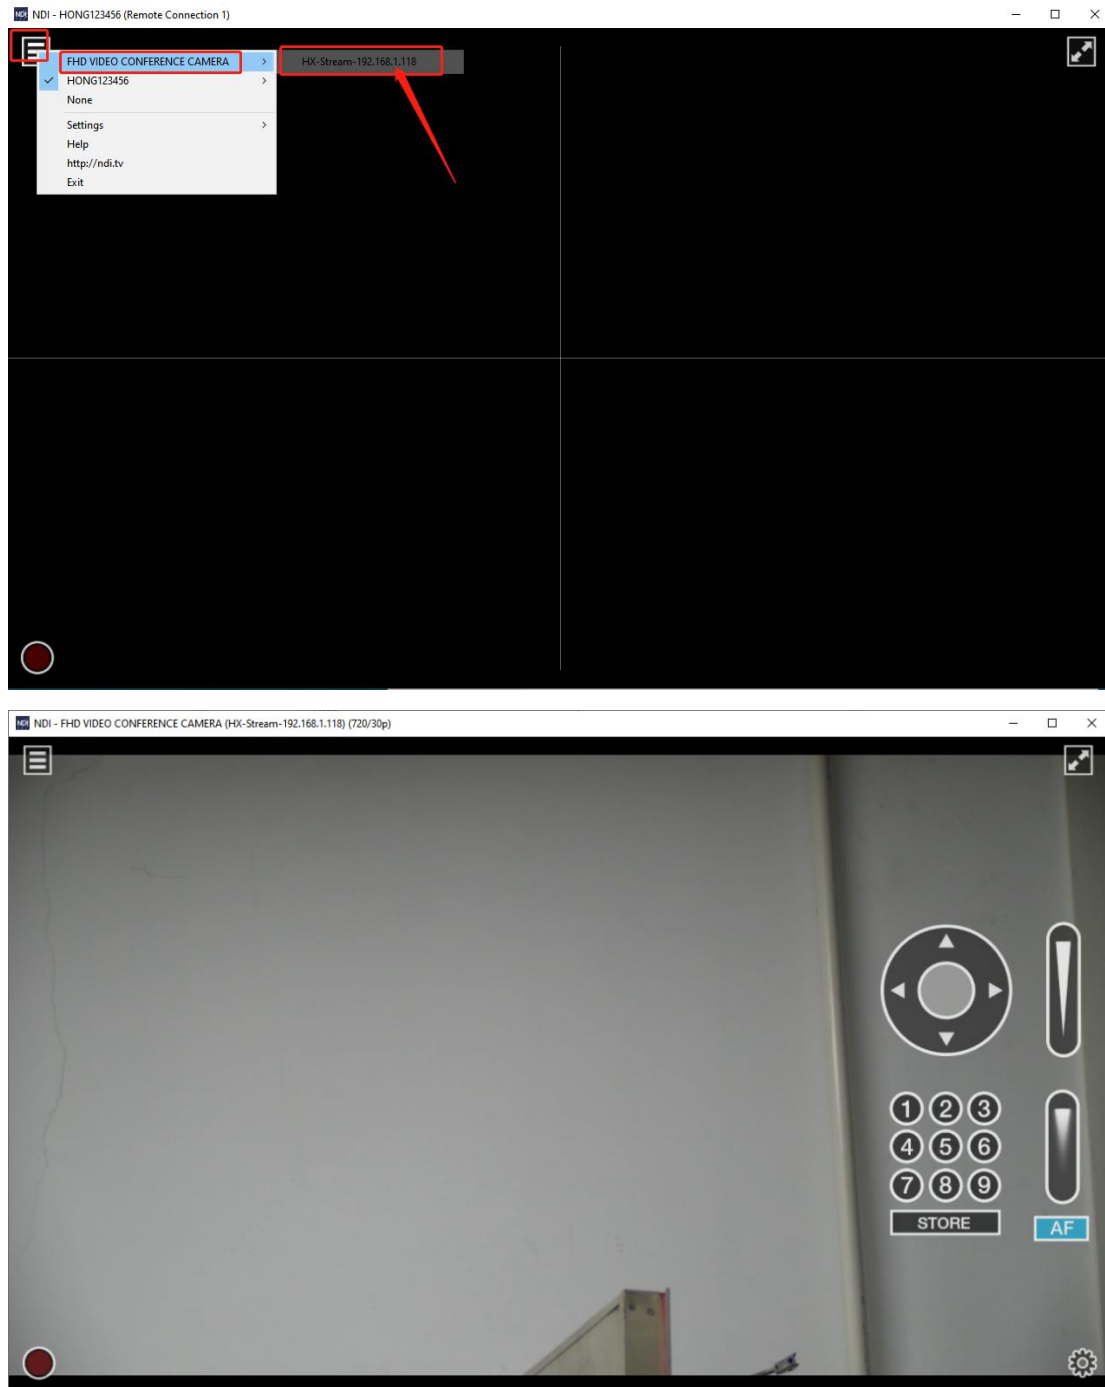 NDI NDI - HONG123456 (Remote Connection 1)
FHD VIDEO CONFERENCE CAMERA
HX-Stream-192.168.1.118
HONG123456
None
Settings
Help
http://ndi.tv
Exit
NDI NDI - FHD VIDEO CONFERENCE CAMERA (HX-Stream-192.168.1.118) (720/30p)
1 2 3
4 5 6
7 8 9
STORE
AF